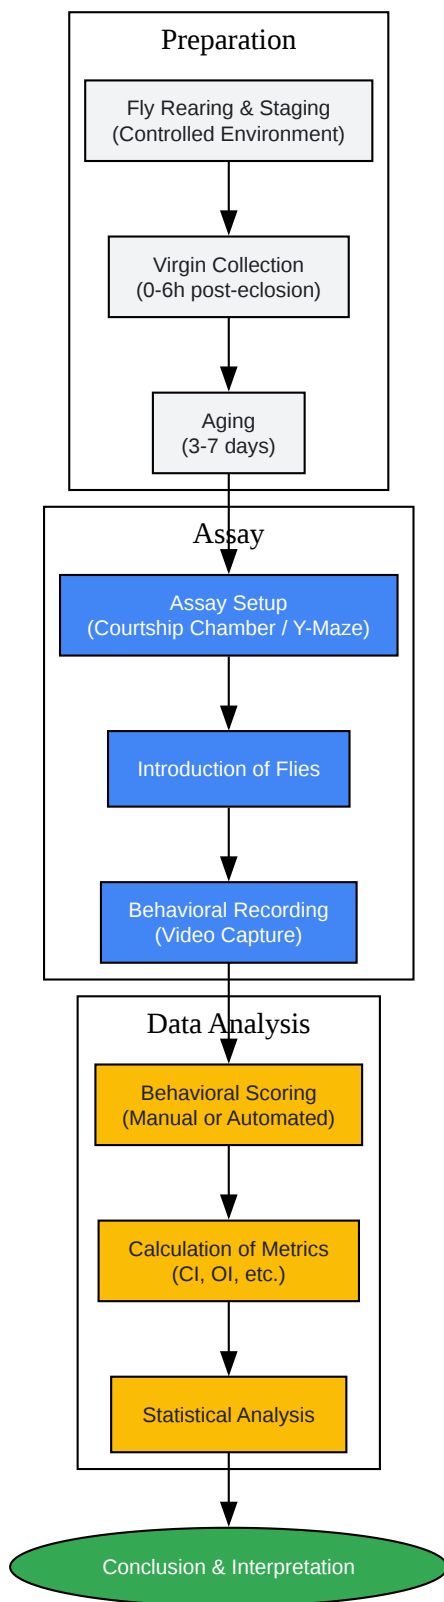 Preparation
Fly Rearing & Staging
(Controlled Environment)
Virgin Collection
(0-6h post-eclosion)
Aging
(3-7 days)
Assay
Assay Setup
(Courtship Chamber / Y-Maze)
Introduction of Flies
Behavioral Recording
(Video Capture)
Data Analysis
Behavioral Scoring
(Manual or Automated)
Calculation of Metrics
(CI, OI, etc.)
Statistical Analysis
Conclusion & Interpretation